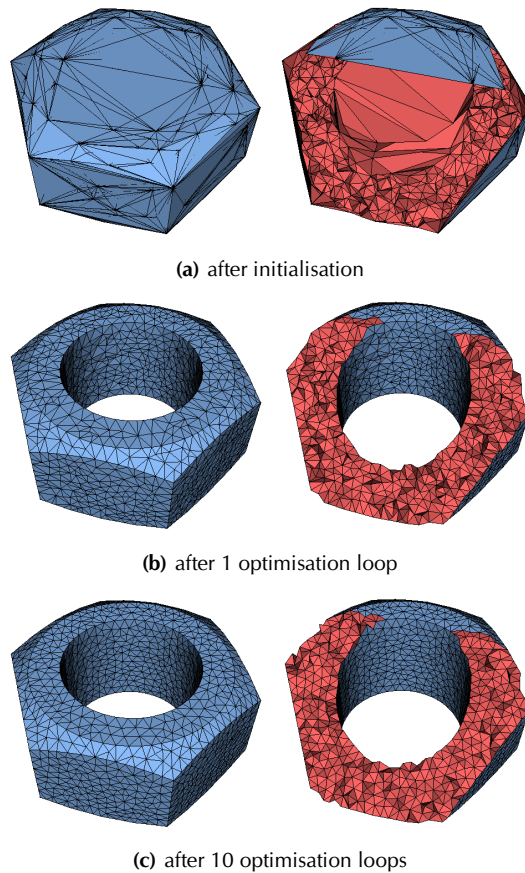 (a) after initialisation
(b) after 1 optimisation loop
(c) after 10 optimisation loops